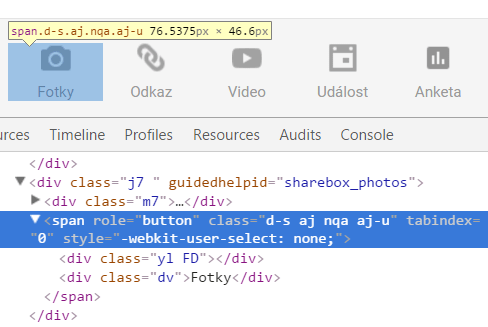 span.d-s.aj.nqa.aj-u 76.5375px × 46.6px
Fotky Odkaz Video Událost Anketa
urces Timeline Profiles Resources Audits Console
</div>
▼<div class="j7 " guidedhelpid="sharebox_photos">
▶<div class="m7">…</div>
▼<span role="button" class="d-s aj nqa aj-u" tabindex=
"0" style="-webkit-user-select: none;">
<div class="yl FD"></div>
<div class="dv">Fotky</div>
</span>
</div>